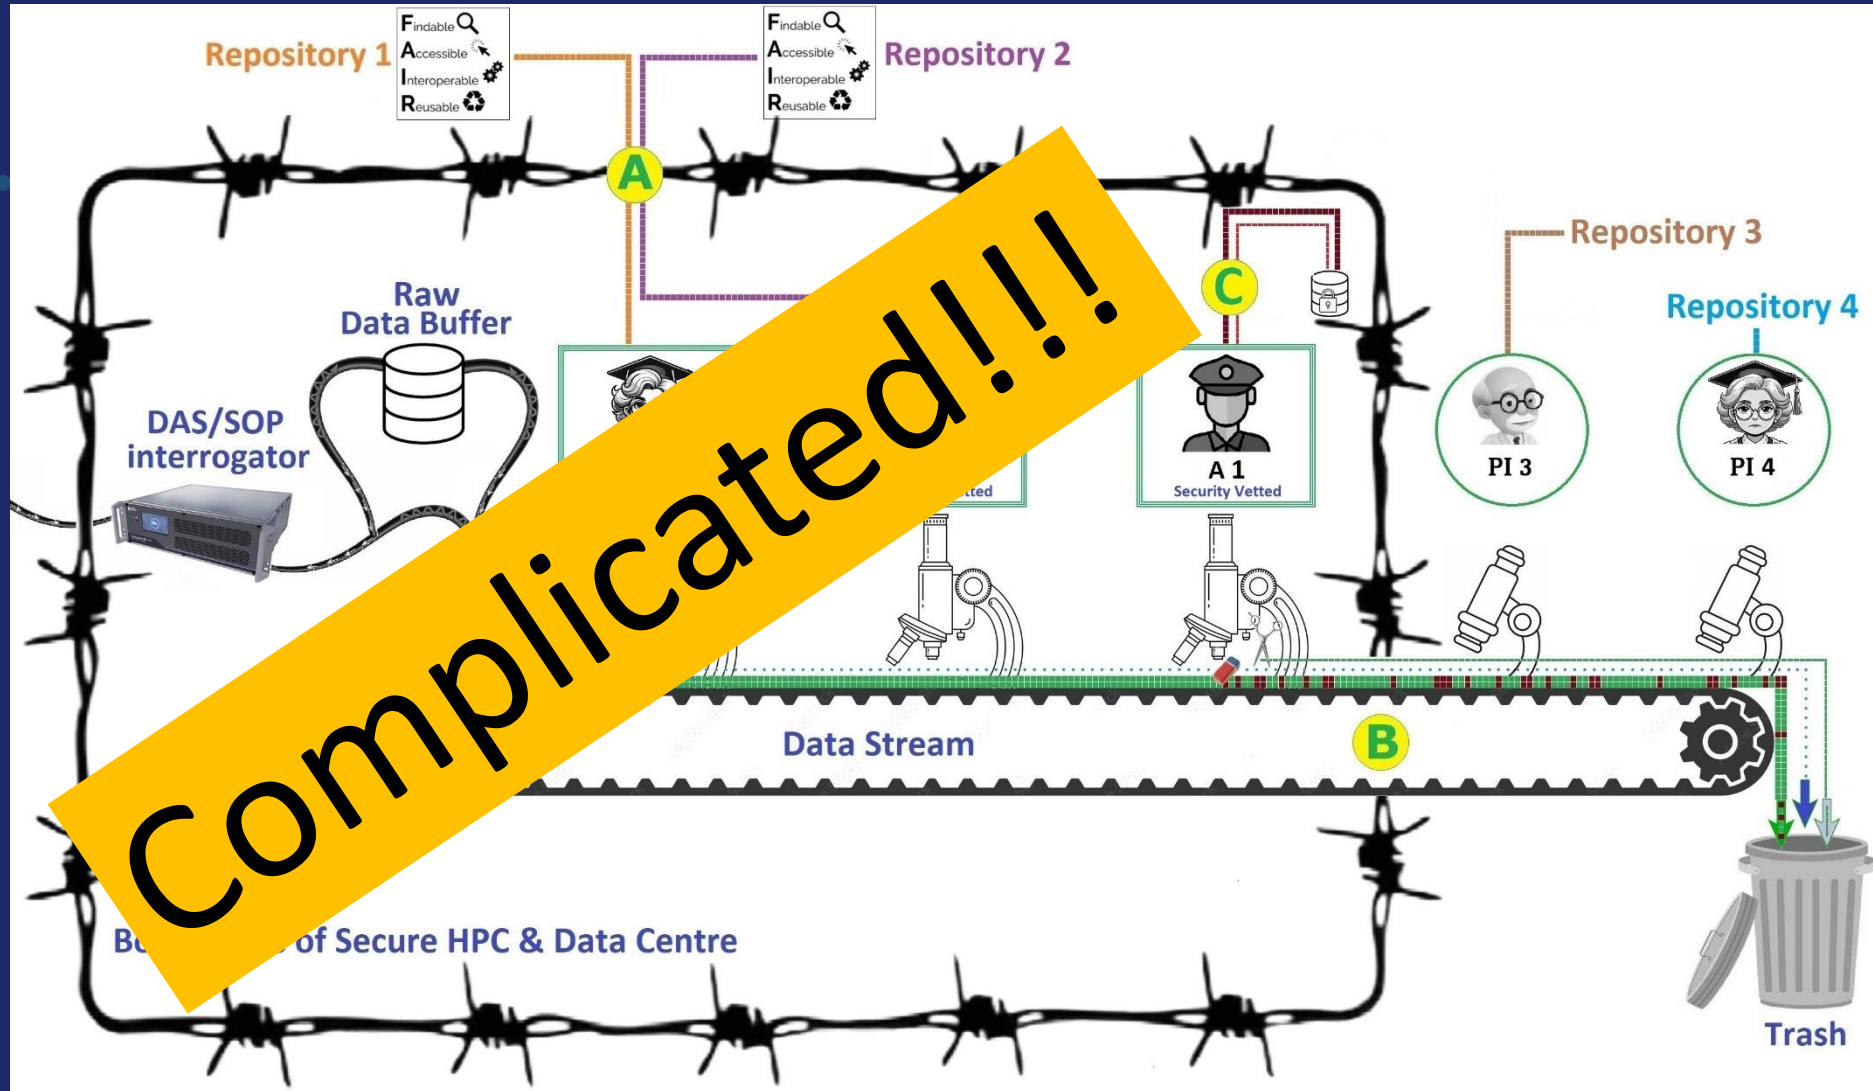 Repository 1
Findable
Accessible
Interoperable
Reusable
Findable
Accessible
Interoperable
Reusable
Repository 2
A
Repository 3
C
Raw
Data Buffer
Repository 4
DAS/SOP
interrogator
A 1
Security Vetted
PI 3
PI 4
Complicated!!!
Data Stream
B
of Secure HPC & Data Centre
Trash